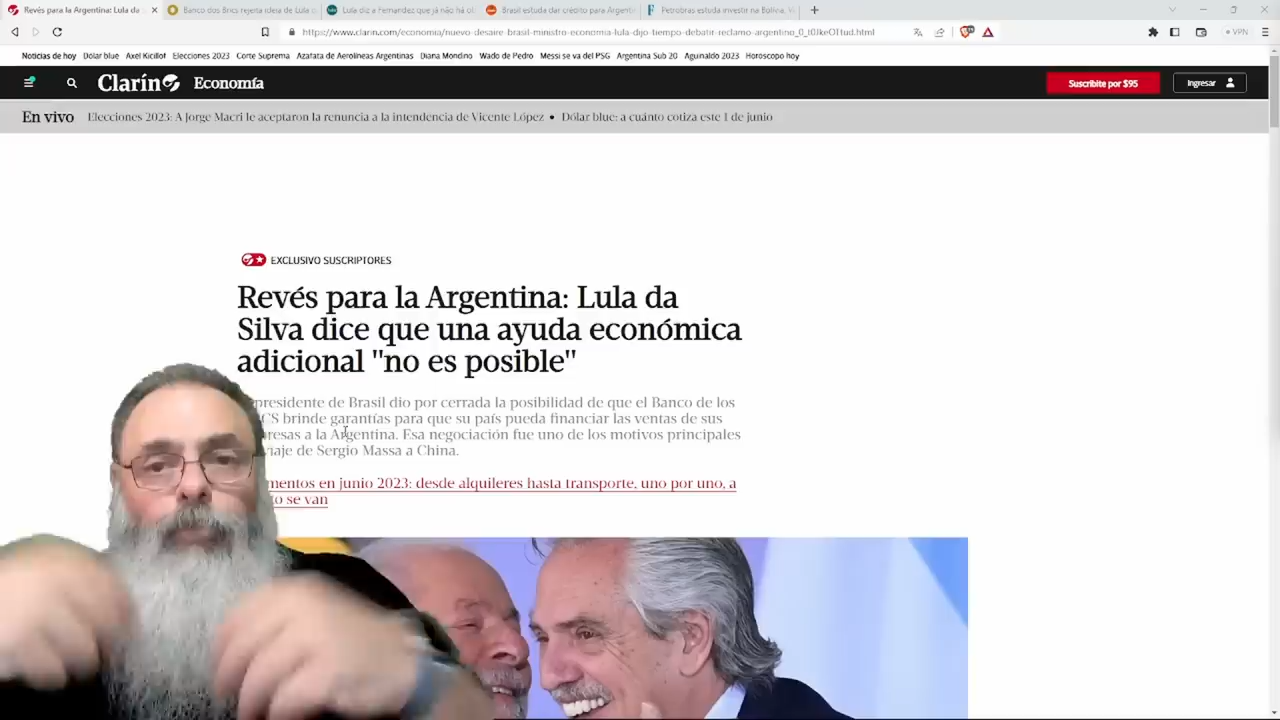 Revés para la Argentina: Lula da S
Banco dos Brics rejeita ideia de Lula p
Lula diz a Fernandez que já não há ol
Brasil estuda dar crédito para Argenti
Petrobras estuda investir na Bolívia, V
https://www.clarin.com/economia/nuevo-desaire-brasil-ministro-economia-lula-dijo-tiempo-debatir-reclamo-argentino_0_
VPN
Noticias de hoy Dólar blue Axel Kicillof Elecciones 2023 Corte Suprema Azafata de Aerolíneas Argentinas Diana Mondino Wado de Pedro Messi se va del PSG Argentina Sub 20 Aguinaldo 2023 Horoscopo hoy
Clarín Economía
Suscribite por $95
Ingresar
En vivo Elecciones 2023: A Jorge Macri le aceptaron la renuncia a la intendencia de Vicente López • Dólar blue: a cuánto cotiza este 1 de junio
EXCLUSIVO SUSCRIPTORES
Revés para la Argentina: Lula da
Silva dice que una ayuda económica
adicional "no es posible"
presidente de Brasil dio por cerrada la posibilidad de que el Banco de los
CS brinde garantías para que su país pueda financiar las ventas de sus
resas a la Argentina. Esa negociación fue uno de los motivos principales
viaje de Sergio Massa a China.
mentos en junio 2023: desde alquileres hasta transporte, uno por uno, a
to se van